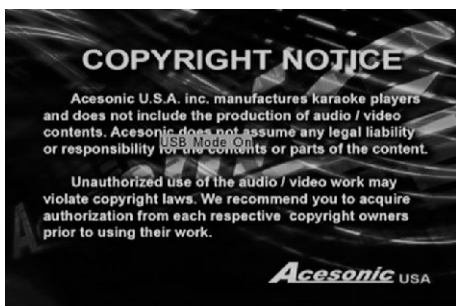 COPYRIGHT NOTICE
Acesonic U.S.A. inc. manufactures karaoke players
and does not include the production of audio / video
contents. Acesonic does not assume any legal liability
USB Mode On
or responsibility for the contents or parts of the content.
Unauthorized use of the audio / video work may
violate copyright laws. We recommend you to acquire
authorization from each respective copyright owners
prior to using their work.
Acesonic USA